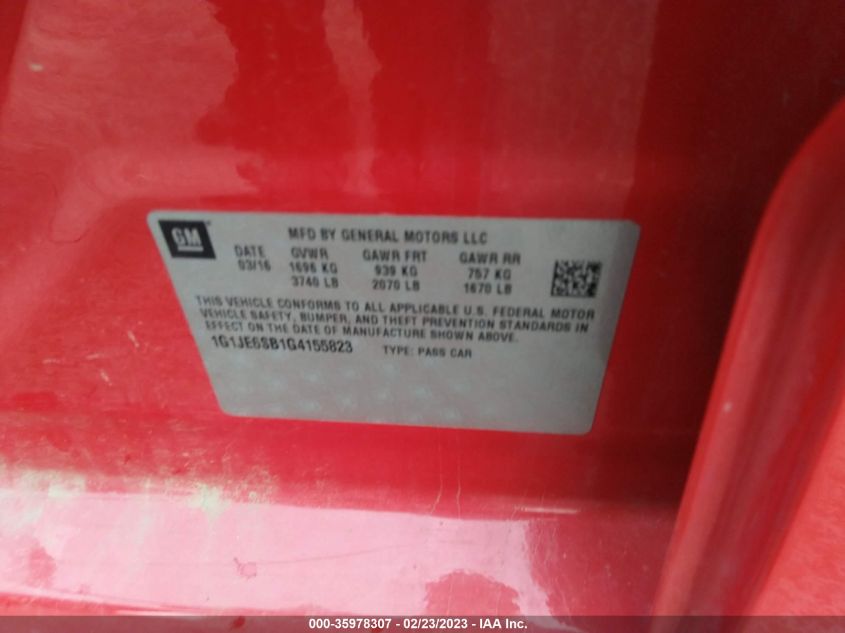 GM
MFD BY GENERAL MOTORS LLC
DATE GVWR GAWR FRT GAWR RR
03/16 1696 KG 939 KG 757 KG
3740 LB 2070 LB 1670 LB
THIS VEHICLE CONFORMS TO ALL APPLICABLE U.S. FEDERAL MOTOR
VEHICLE SAFETY, BUMPER, AND THEFT PREVENTION STANDARDS IN
EFFECT ON THE DATE OF MANUFACTURE SHOWN ABOVE.
1G1JE6SB1G4155823 TYPE: PASS CAR
000-35978307 - 02/23/2023 - IAA Inc.